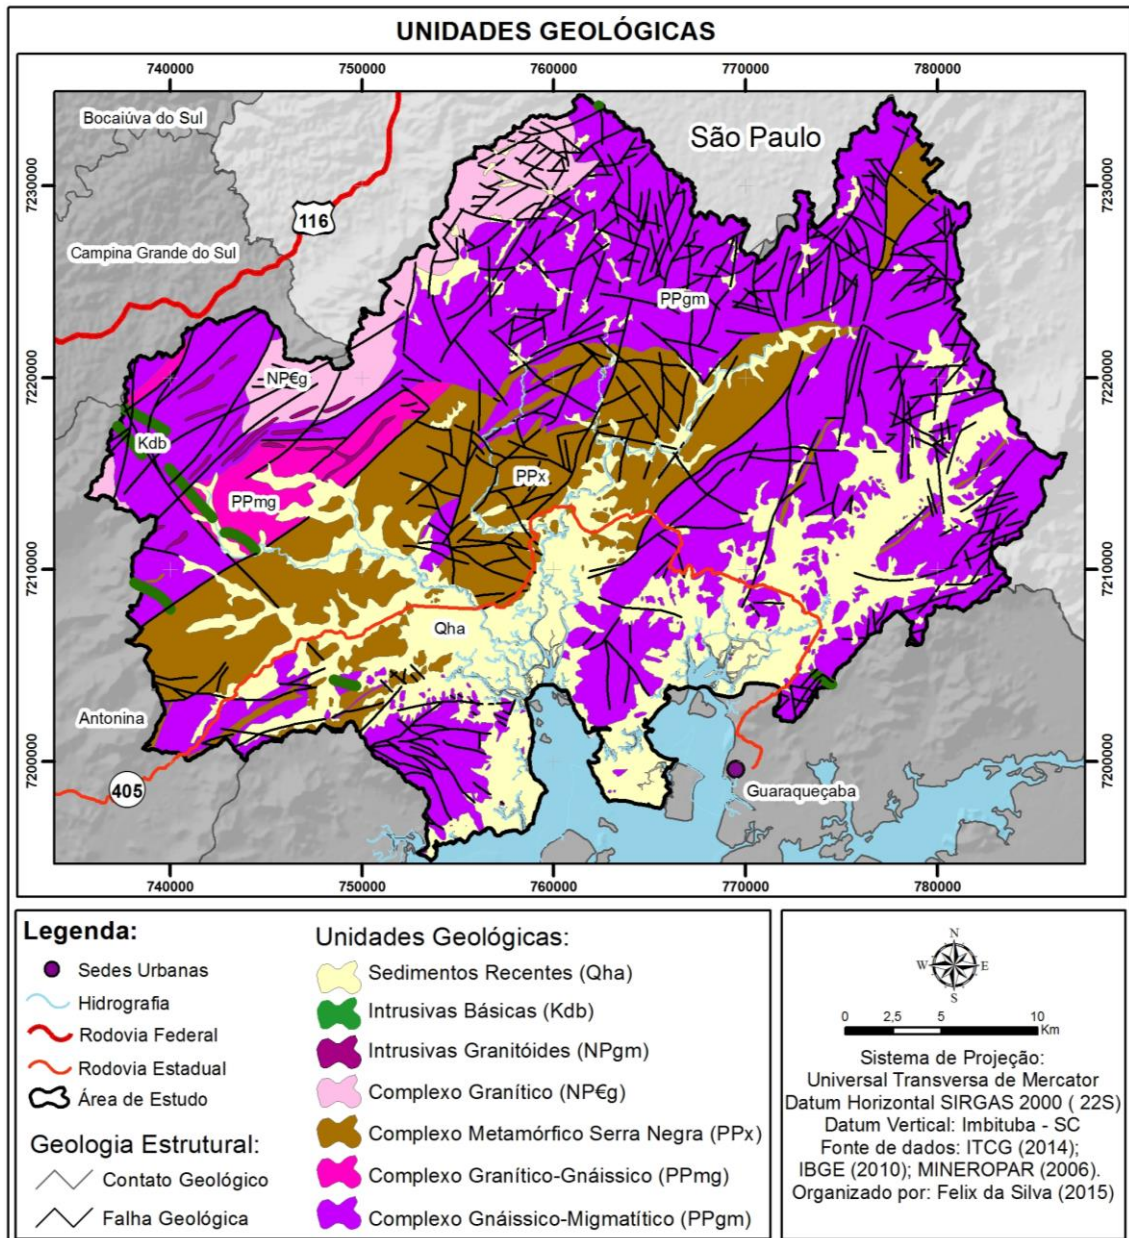 UNIDADES GEOLÓGICAS
740000 750000 760000 770000 780000
Bocaiúva do Sul
São Paulo
7230000 7230000
116
Campina Grande do Sul
PPgm
7220000 7220000
NP€g
Kdb
PPx
PPmg
7210000 7210000
Qha
Antonina
7200000 7200000
405
Guaraqueçaba
740000 750000 760000 770000 780000
Legenda:
Sedes Urbanas
Hidrografia
Rodovia Federal
Rodovia Estadual
Área de Estudo
Geologia Estrutural:
Contato Geológico
Falha Geológica
Unidades Geológicas:
Sedimentos Recentes (Qha)
Intrusivas Básicas (Kdb)
Intrusivas Granitóides (NPgm)
Complexo Granítico (NP€g)
Complexo Metamórfico Serra Negra (PPx)
Complexo Granítico-Gnáissico (PPmg)
Complexo Gnáissico-Migmatítico (PPgm)
N
W E
S
0 2,5 5 10
Km
Sistema de Projeção:
Universal Transversa de Mercator
Datum Horizontal SIRGAS 2000 ( 22S)
Datum Vertical: Imbituba - SC
Fonte de dados: ITCG (2014);
IBGE (2010); MINEROPAR (2006).
Organizado por: Felix da Silva (2015)